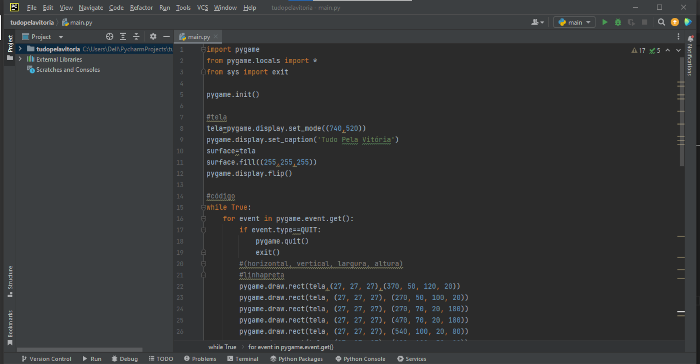 File Edit View Navigate Code Refactor Run Tools VCS Window Help tudopelavitoria
tudopelavitoria main.py
main
Project
main.py
tudopelavitoria C:\Users\Dell\PycharmProjects\tu
External Libraries
Scratches and Consoles
17 5
1 import pygame
2 from pygame.locals import *
3 from sys import exit
4
5 pygame.init()
6
7 #tela
8 tela=pygame.display.set_mode((740,520))
9 pygame.display.set_caption('Tudo Pela Vitória')
10 surface=tela
11 surface.fill((255,255,255))
12 pygame.display.flip()
13
14 #código
15 while True:
16 for event in pygame.event.get():
17 if event.type==QUIT:
18 pygame.quit()
19 exit()
20 #(horizontal, vertical, largura, altura)
21 #linhapreta
22 pygame.draw.rect(tela,(27, 27, 27),(370, 50, 120, 20))
23 pygame.draw.rect(tela, (27, 27, 27), (270, 50, 100, 20))
24 pygame.draw.rect(tela, (27, 27, 27), (270, 70, 20, 180))
25 pygame.draw.rect(tela, (27, 27, 27), (470, 70, 20, 180))
26 pygame.draw.rect(tela, (27, 27, 27), (540, 100, 20, 80))
while True
for event in pygame.event.get()
Project
Structure
Bookmarks
Version Control Run Debug TODO Problems Terminal Python Packages Python Console Services